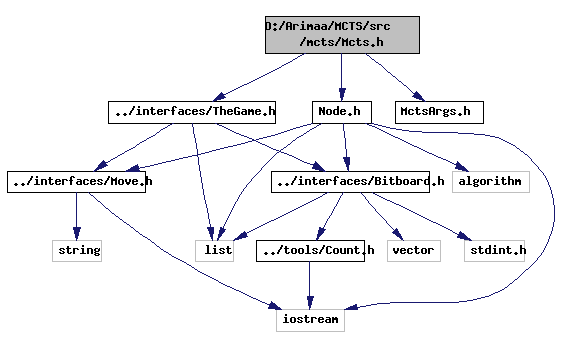 D:/Arimaa/MCTS/src
/mcts/Mcts.h
../interfaces/TheGame.h
Node.h
MctsArgs.h
../interfaces/Move.h
../interfaces/Bitboard.h
algorithm
string
list
../tools/Count.h
vector
stdint.h
iostream